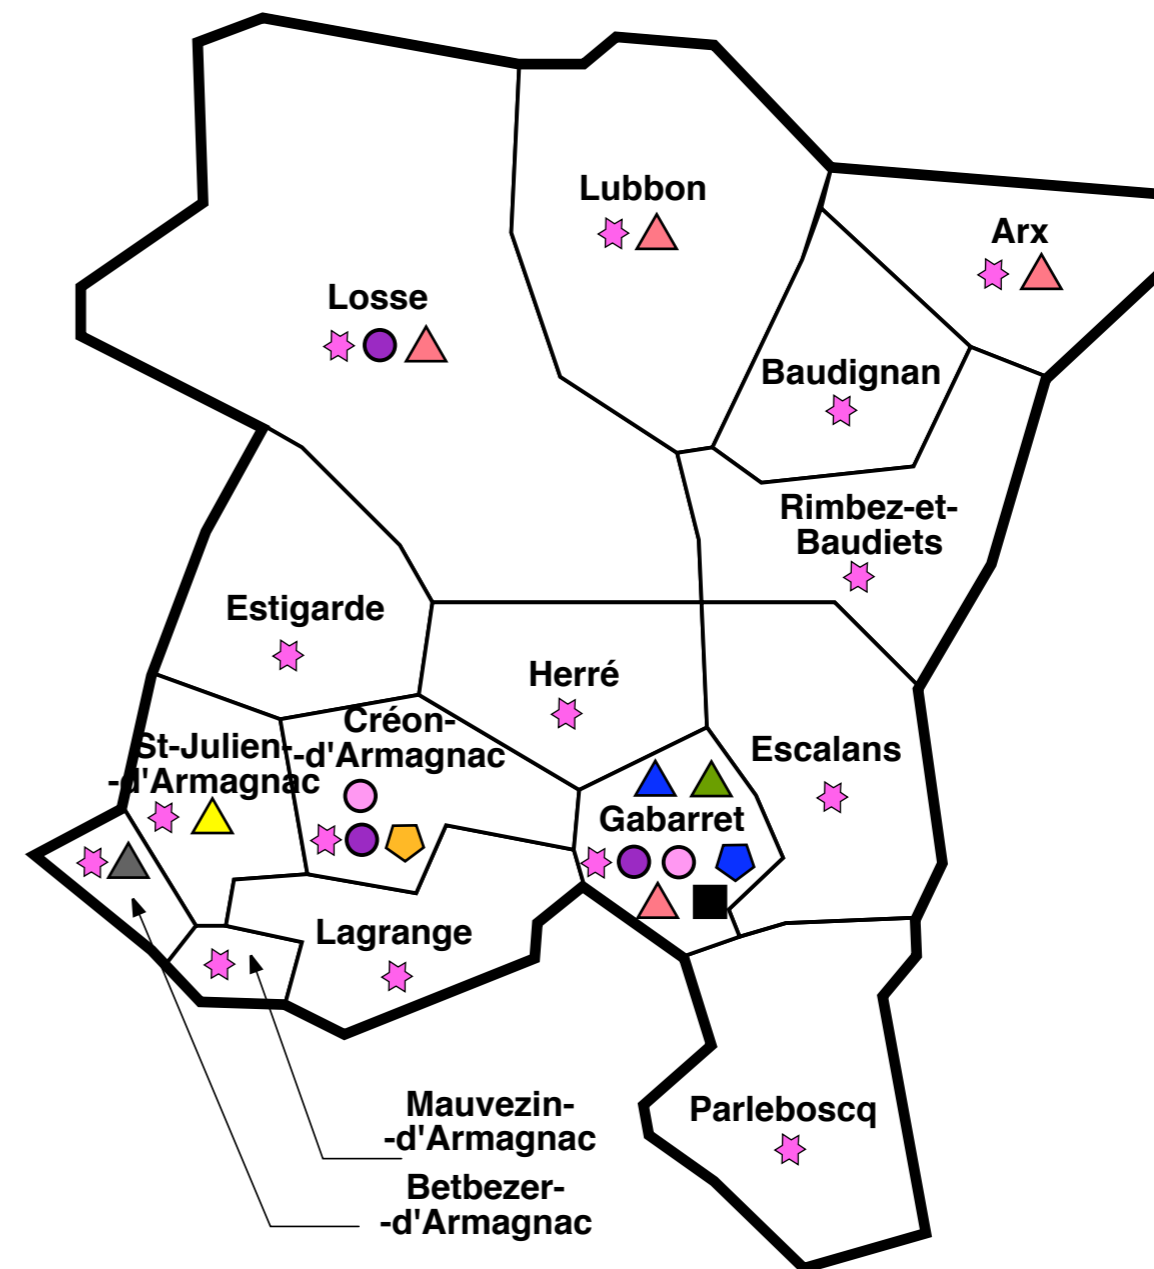 Lubbon
Arx
Losse
Baudignan
Rimbez-et-
Baudiets
Estigarde
Herré
Créon-
-d'Armagnac
St-Julien-
-d'Armagnac
Escalans
Gabarret
Lagrange
Mauvezin-
-d'Armagnac
Parleboscq
Betbezer-
-d'Armagnac